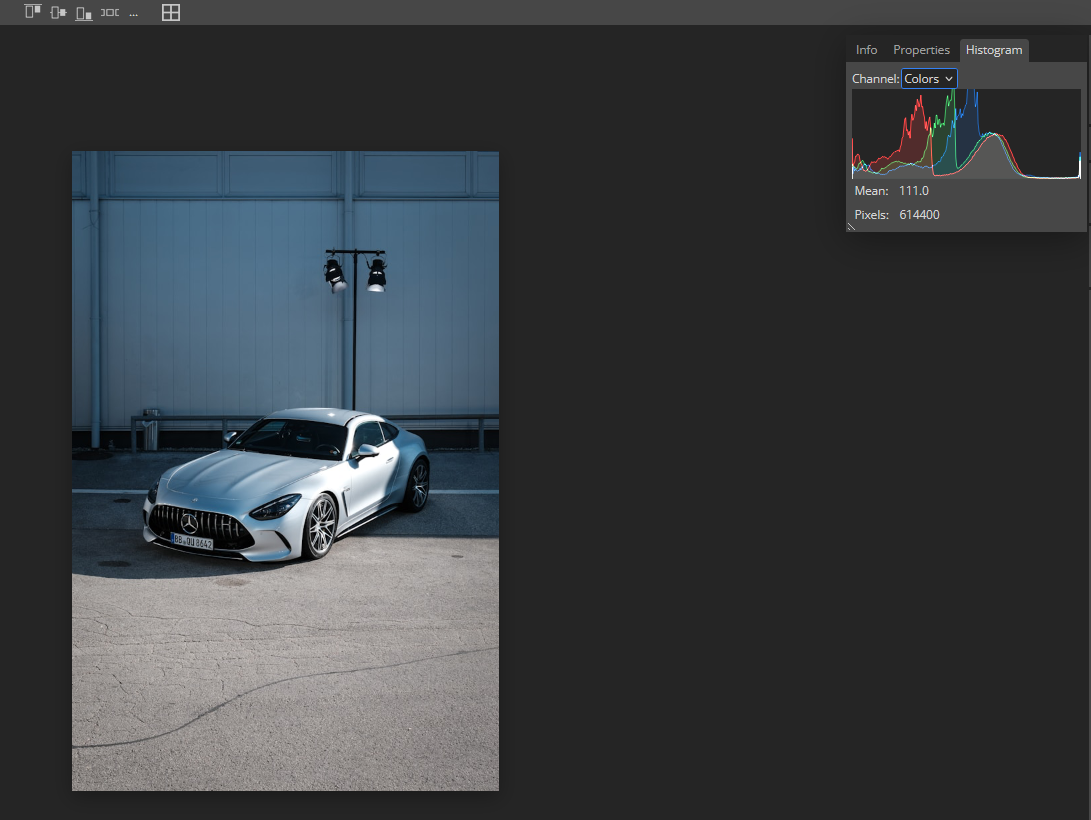 ...
Info Properties Histogram
Channel: Colors
Mean: 111.0
Pixels: 614400
BB QU 8642